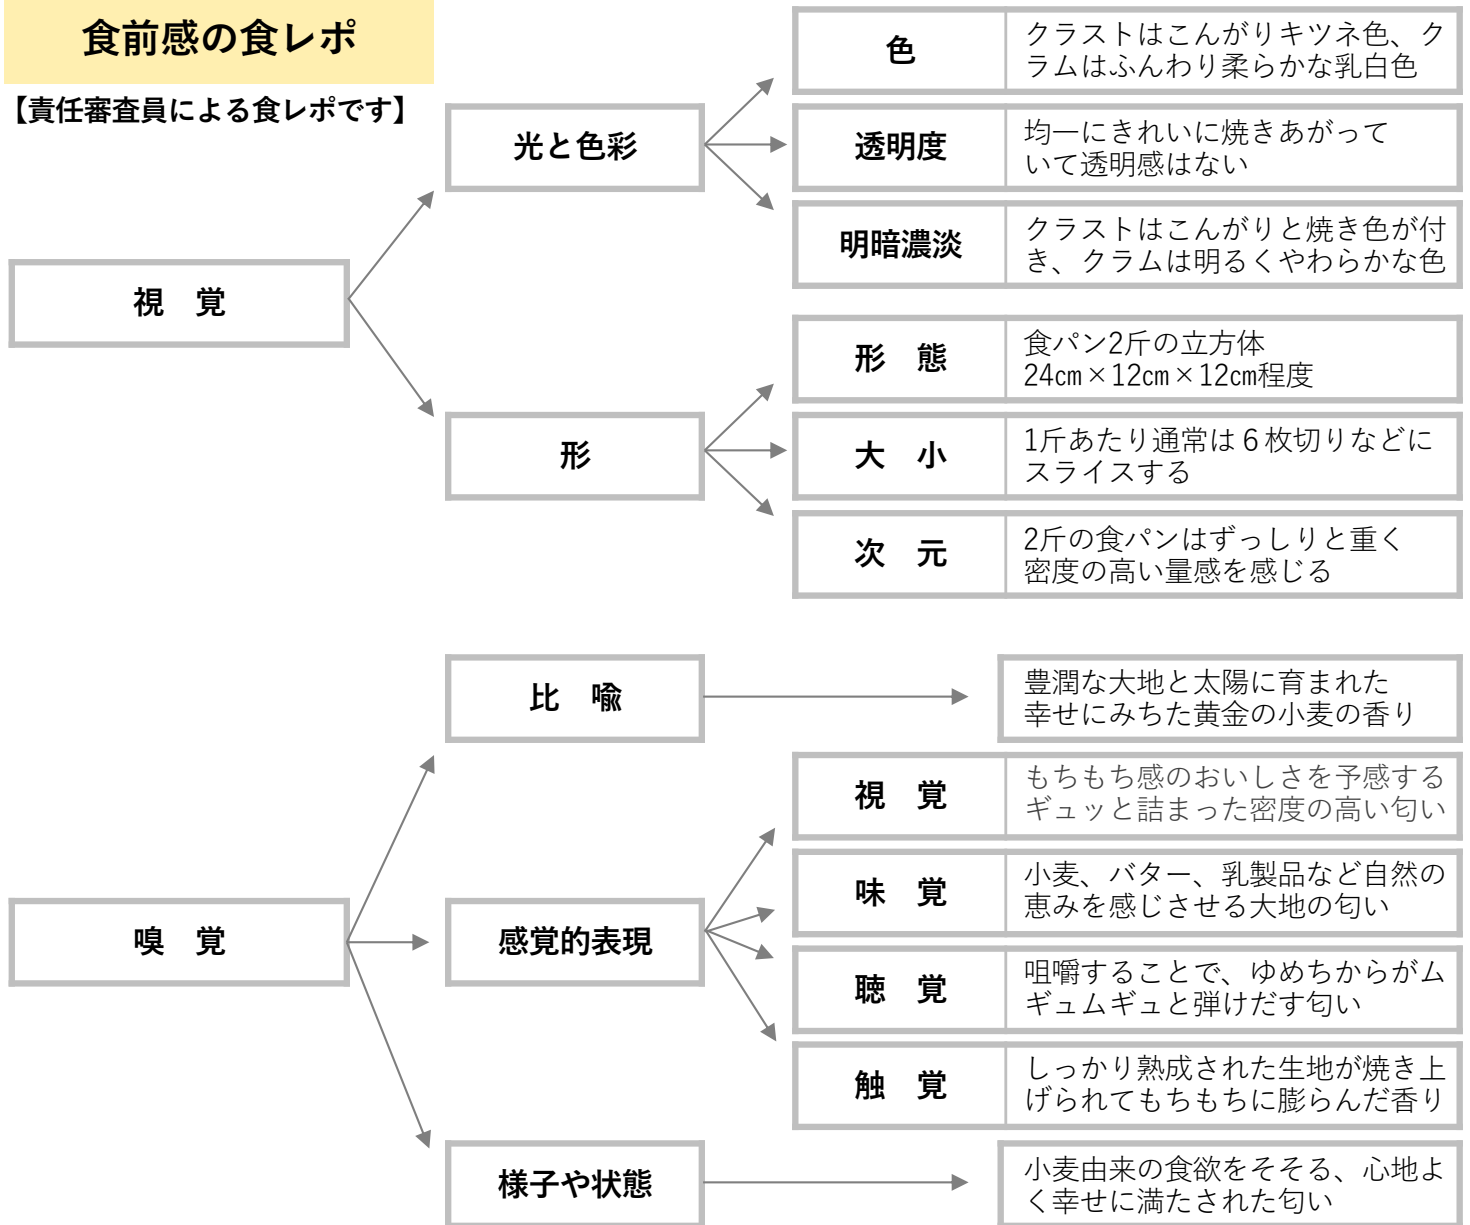 食前感の食レポ
【責任審査員による食レポです】
視　覚
光と色彩
色
クラストはこんがりキツネ色、ク
ラムはふんわり柔らかな乳白色
透明度
均一にきれいに焼きあがって
いて透明感はない
明暗濃淡
クラストはこんがりと焼き色が付
き、クラムは明るくやわらかな色
形
形　態
食パン2斤の立方体
24㎝×12㎝×12㎝程度
大　小
1斤あたり通常は６枚切りなどに
スライスする
次　元
2斤の食パンはずっしりと重く
密度の高い量感を感じる
嗅　覚
比　喩
豊潤な大地と太陽に育まれた
幸せにみちた黄金の小麦の香り
感覚的表現
視　覚
もちもち感のおいしさを予感する
ギュッと詰まった密度の高い匂い
味　覚
小麦、バター、乳製品など自然の
恵みを感じさせる大地の匂い
聴　覚
咀嚼することで、ゆめちからがム
ギュムギュと弾けだす匂い
触　覚
しっかり熟成された生地が焼き上
げられてもちもちに膨らんだ香り
様子や状態
小麦由来の食欲をそそる、心地よ
く幸せに満たされた匂い